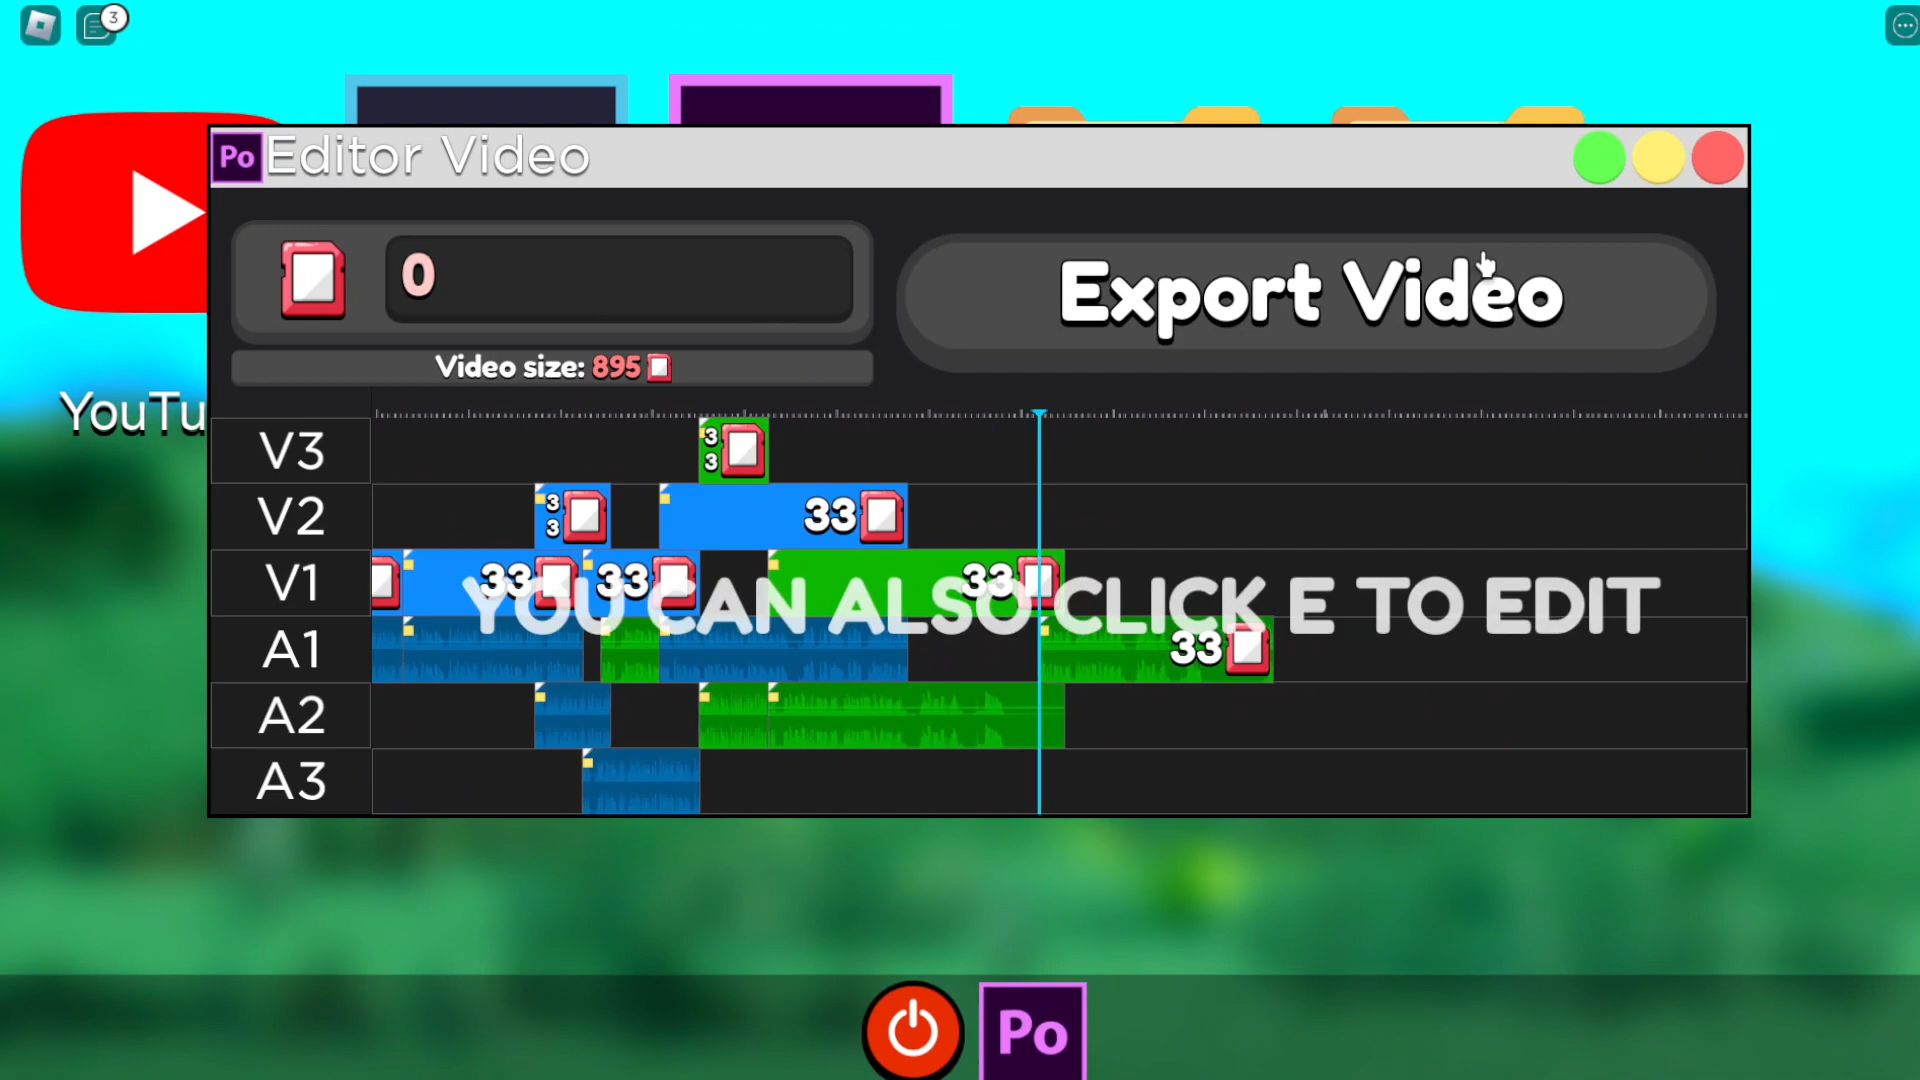 3
Po Editor Video
0
Export Video
Video size: 895
YouTu
V3
3
3
V2
3
3
33
V1
33
33
33
YOU CAN ALSO CLICK E TO EDIT
A1
33
A2
A3
Po